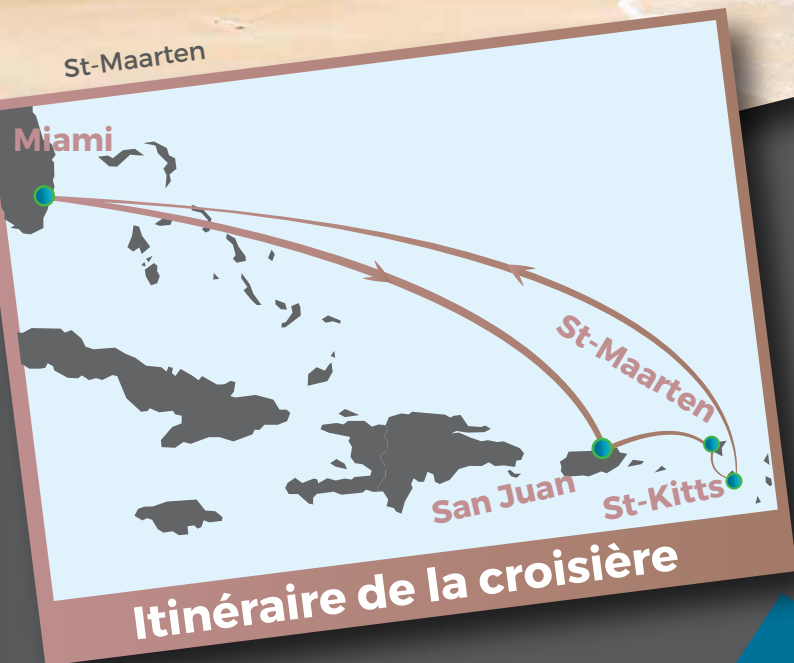 St-Maarten
Miami
St-Maarten
San Juan
St-Kitts
Itinéraire de la croisière